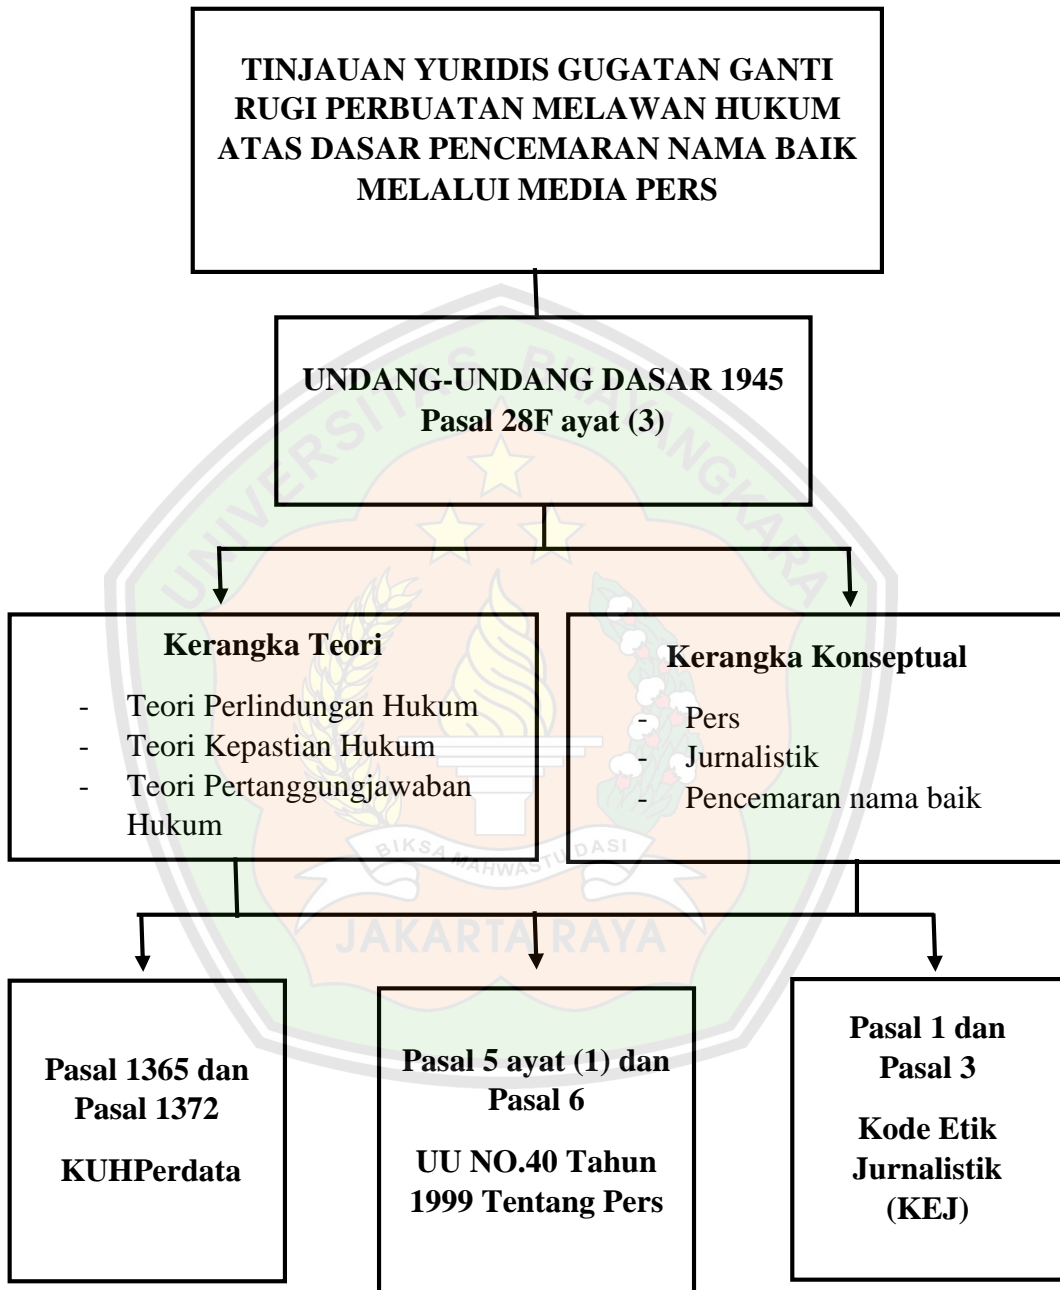 TINJAUAN YURIDIS GUGATAN GANTI
RUGI PERBUATAN MELAWAN HUKUM
ATAS DASAR PENCEMARAN NAMA BAIK
MELALUI MEDIA PERS
UNDANG-UNDANG DASAR 1945
Pasal 28F ayat (3)
UNIVERSITAS BHAYANGKARA
Kerangka Teori
- Teori Perlindungan Hukum
- Teori Kepastian Hukum
- Teori Pertanggungjawaban
Hukum
Kerangka Konseptual
- Pers
- Jurnalistik
- Pencemaran nama baik
BIKSA MAHWASTU DASI
JAKARTA RAYA
Pasal 1365 dan
Pasal 1372
KUHPerdata
Pasal 5 ayat (1) dan
Pasal 6
UU NO.40 Tahun
1999 Tentang Pers
Pasal 1 dan
Pasal 3
Kode Etik
Jurnalistik
(KEJ)